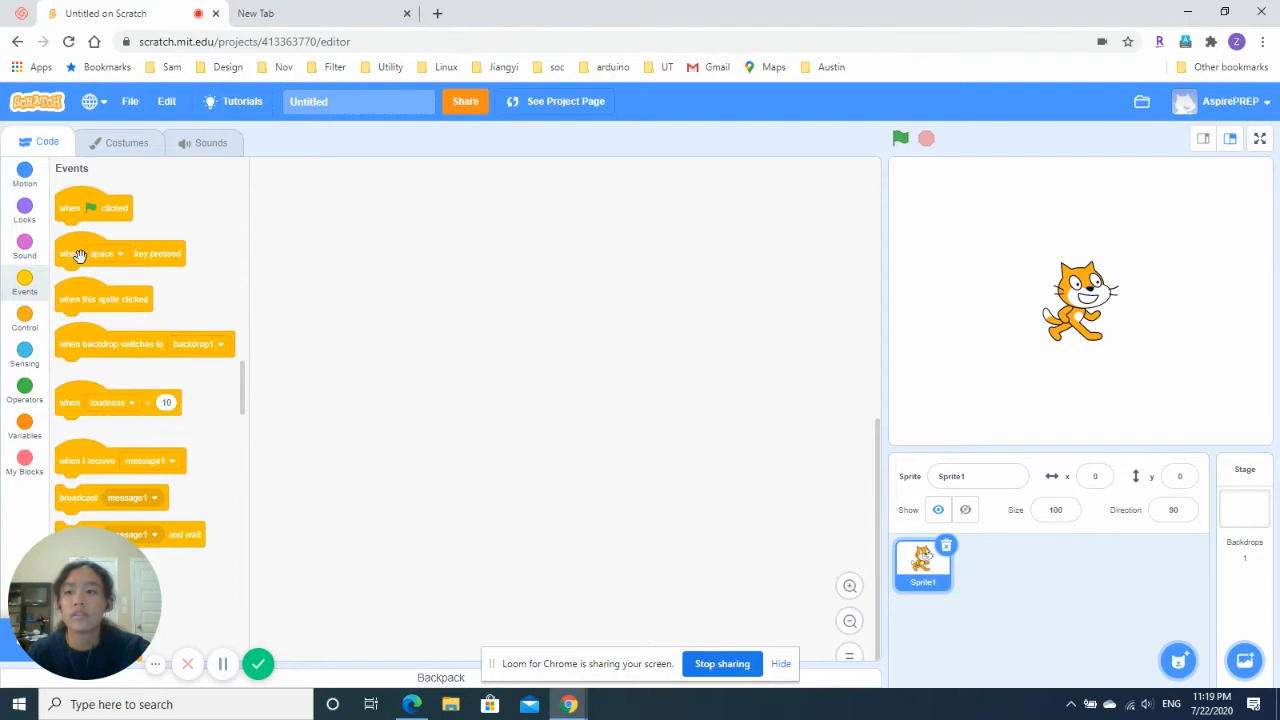 Untitled on Scratch
New Tab
scratch.mit.edu/projects/413363770/editor
Apps
Bookmarks
Sam
Design
Nov
Filter
Utility
Linux
Jiangyi
soc
arduino
UT
Gmail
Maps
Austin
Other bookmarks
SCRATCH
File
Edit
Tutorials
Untitled
Share
See Project Page
AspirePREP
Code
Costumes
Sounds
Motion
Looks
Sound
Events
Control
Sensing
Operators
Variables
My Blocks
Events
when clicked
when space key pressed
when this sprite clicked
when backdrop switches to backdrop1
when loudness > 10
when I receive message1
broadcast message1
and wait
Sprite
Sprite1
x
0
y
0
Show
Size
100
Direction
90
Sprite1
Stage
Backdrops
1
Loom for Chrome is sharing your screen.
Stop sharing
Hide
Backpack
Type here to search
ENG
11:19 PM
7/22/2020